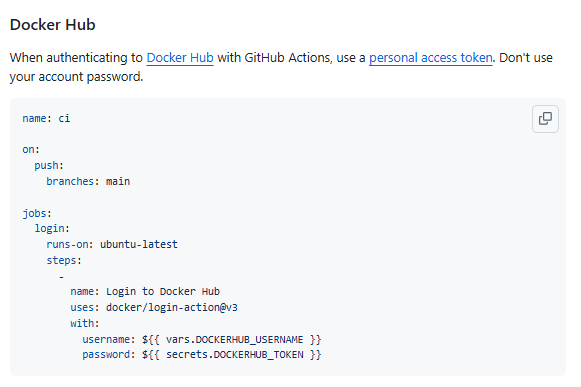 Docker Hub
When authenticating to Docker Hub with GitHub Actions, use a personal access token. Don't use
your account password.
name: ci
on:
  push:
    branches: main
jobs:
  login:
    runs-on: ubuntu-latest
    steps:
      -
        name: Login to Docker Hub
        uses: docker/login-action@v3
        with:
          username: ${{ vars.DOCKERHUB_USERNAME }}
          password: ${{ secrets.DOCKERHUB_TOKEN }}